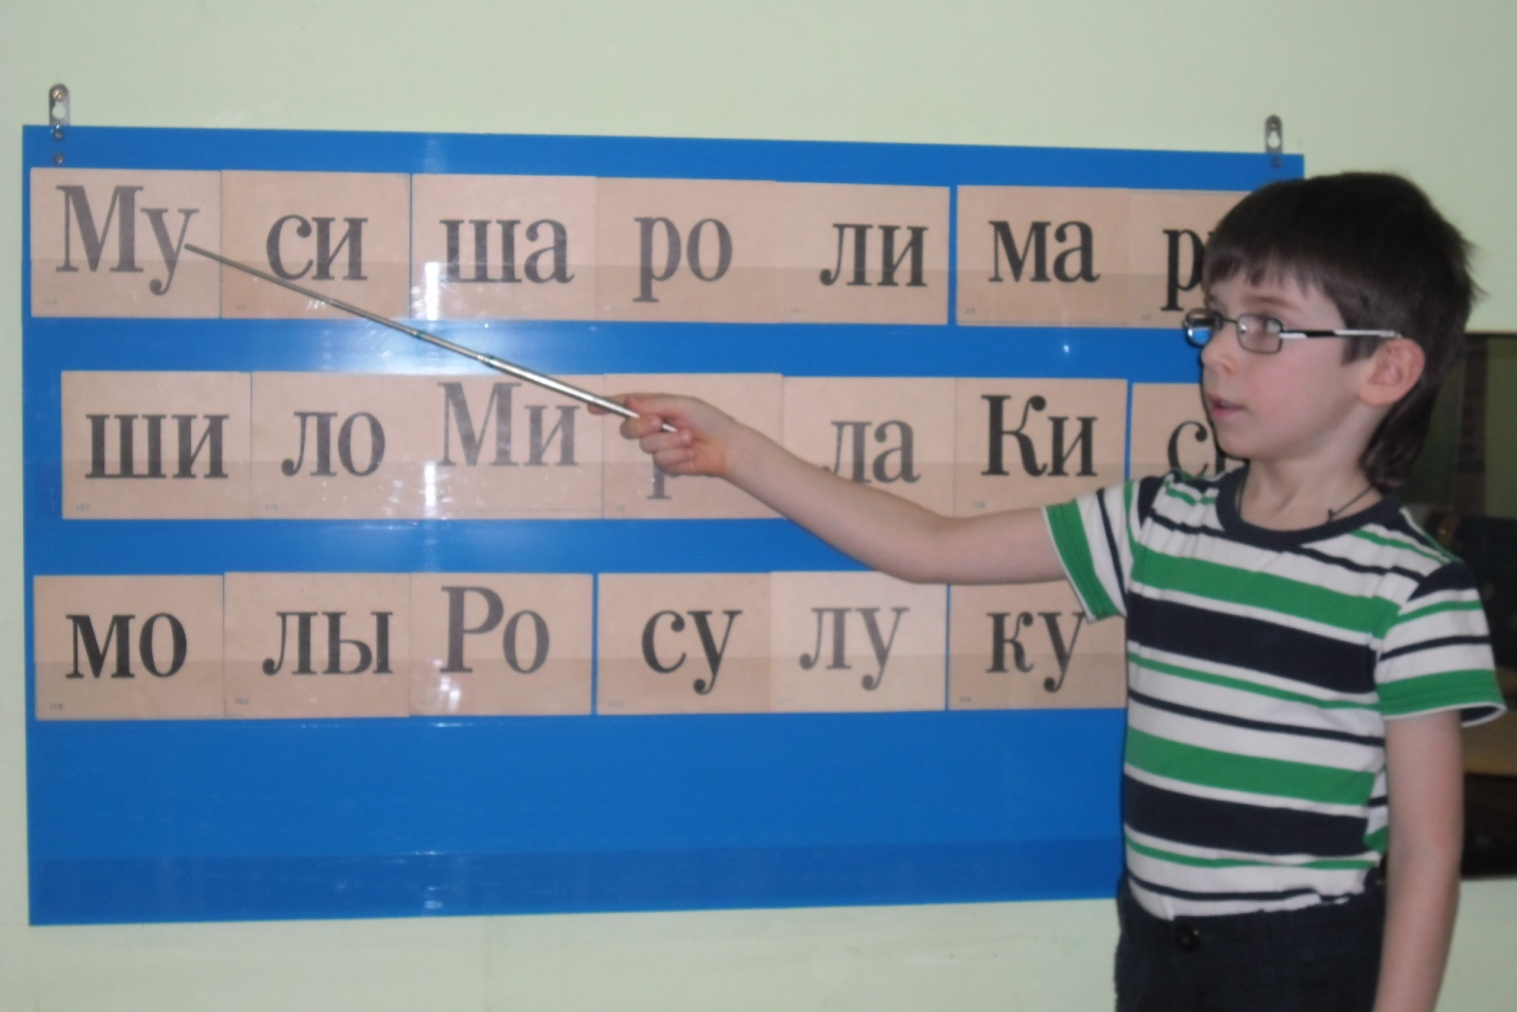 Му си ша ро ли ма
ши ло Ми ла Ки
мо лы Ро су лу ку